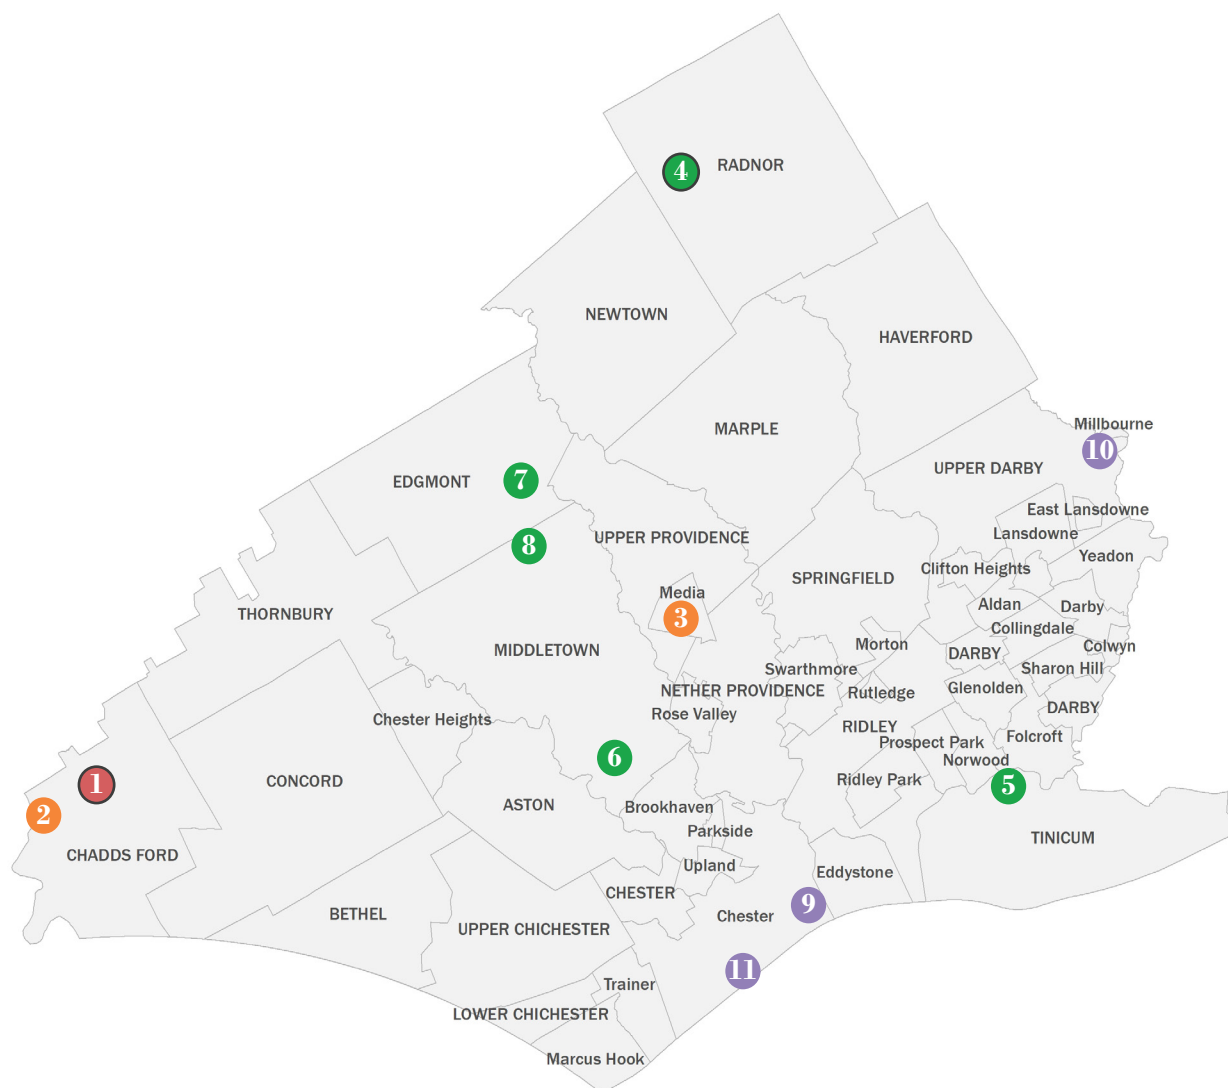 RADNOR
4
NEWTOWN
HAVERFORD
Millbourne
MARPLE
10
UPPER DARBY
EDGMONT
7
East Lansdowne
Lansdowne
UPPER PROVIDENCE
8
Yeadon
Clifton Heights
SPRINGFIELD
Media
3
Aldan
Darby
THORNBURY
Collingdale
Colwyn
Morton
MIDDLETOWN
DARBY
Swarthmore
Sharon Hill
NETHER PROVIDENCE
Rutledge
Glenolden
DARBY
Rose Valley
Chester Heights
RIDLEY
Folcroft
Prospect Park
Norwood
6
Ridley Park
CONCORD
1
5
ASTON
Brookhaven
2
Parkside
TINICUM
CHADDS FORD
Upland
Eddystone
CHESTER
9
BETHEL
Chester
UPPER CHICHESTER
11
Trainer
LOWER CHICHESTER
Marcus Hook